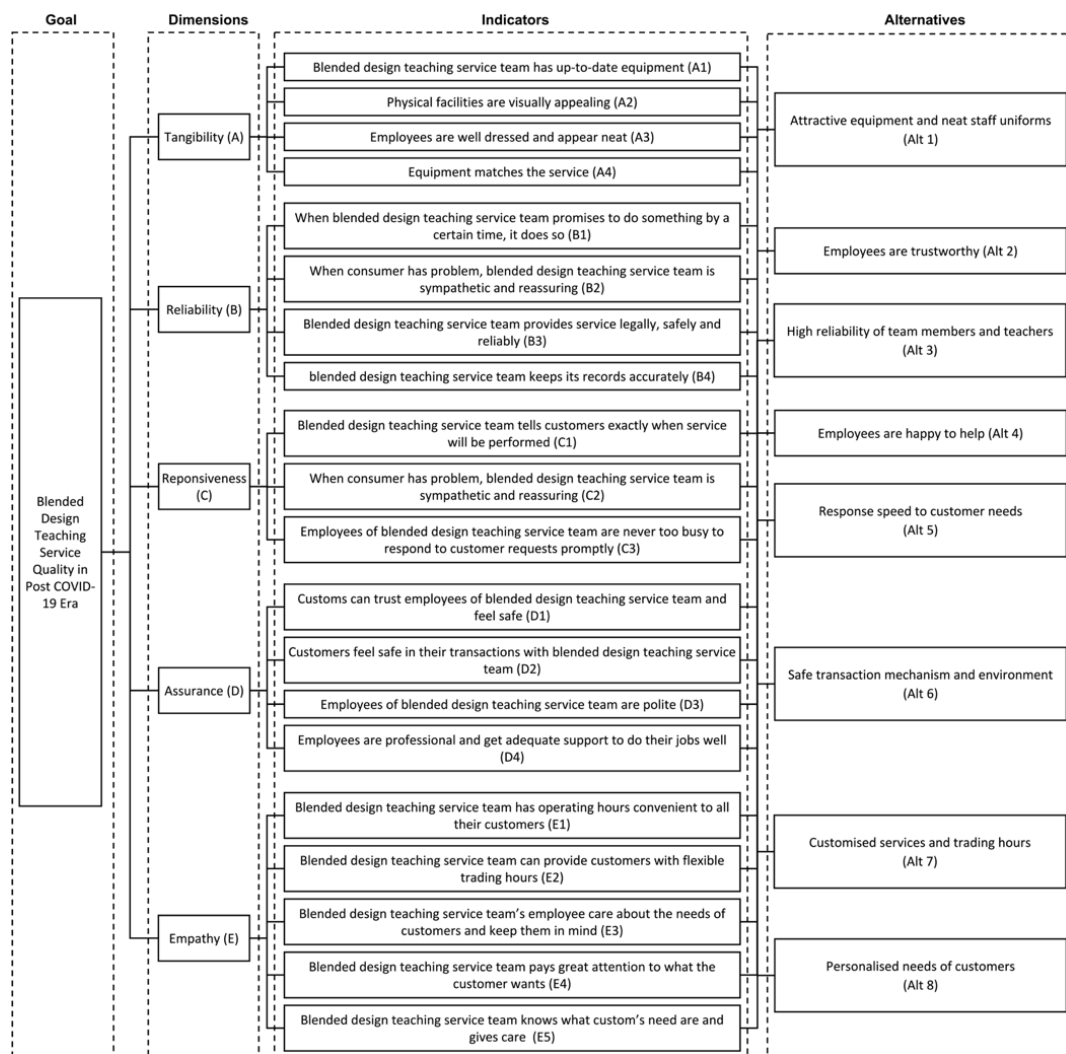 Goal
Dimensions
Indicators
Alternatives
Blended
Design
Teaching
Service
Quality in
Post COVID-
19 Era
Tangibility (A)
Reliability (B)
Reponsiveness
(C)
Assurance (D)
Empathy (E)
Blended design teaching service team has up-to-date equipment (A1)
Physical facilities are visually appealing (A2)
Employees are well dressed and appear neat (A3)
Equipment matches the service (A4)
When blended design teaching service team promises to do something by a
certain time, it does so (B1)
When consumer has problem, blended design teaching service team is
sympathetic and reassuring (B2)
Blended design teaching service team provides service legally, safely and
reliably (B3)
blended design teaching service team keeps its records accurately (B4)
Blended design teaching service team tells customers exactly when service
will be performed (C1)
When consumer has problem, blended design teaching service team is
sympathetic and reassuring (C2)
Employees of blended design teaching service team are never too busy to
respond to customer requests promptly (C3)
Customs can trust employees of blended design teaching service team and
feel safe (D1)
Customers feel safe in their transactions with blended design teaching service
team (D2)
Employees of blended design teaching service team are polite (D3)
Employees are professional and get adequate support to do their jobs well
(D4)
Blended design teaching service team has operating hours convenient to all
their customers (E1)
Blended design teaching service team can provide customers with flexible
trading hours (E2)
Blended design teaching service team's employee care about the needs of
customers and keep them in mind (E3)
Blended design teaching service team pays great attention to what the
customer wants (E4)
Blended design teaching service team knows what custom's need are and
gives care (E5)
Attractive equipment and neat staff uniforms
(Alt 1)
Employees are trustworthy (Alt 2)
High reliability of team members and teachers
(Alt 3)
Employees are happy to help (Alt 4)
Response speed to customer needs
(Alt 5)
Safe transaction mechanism and environment
(Alt 6)
Customised services and trading hours
(Alt 7)
Personalised needs of customers
(Alt 8)